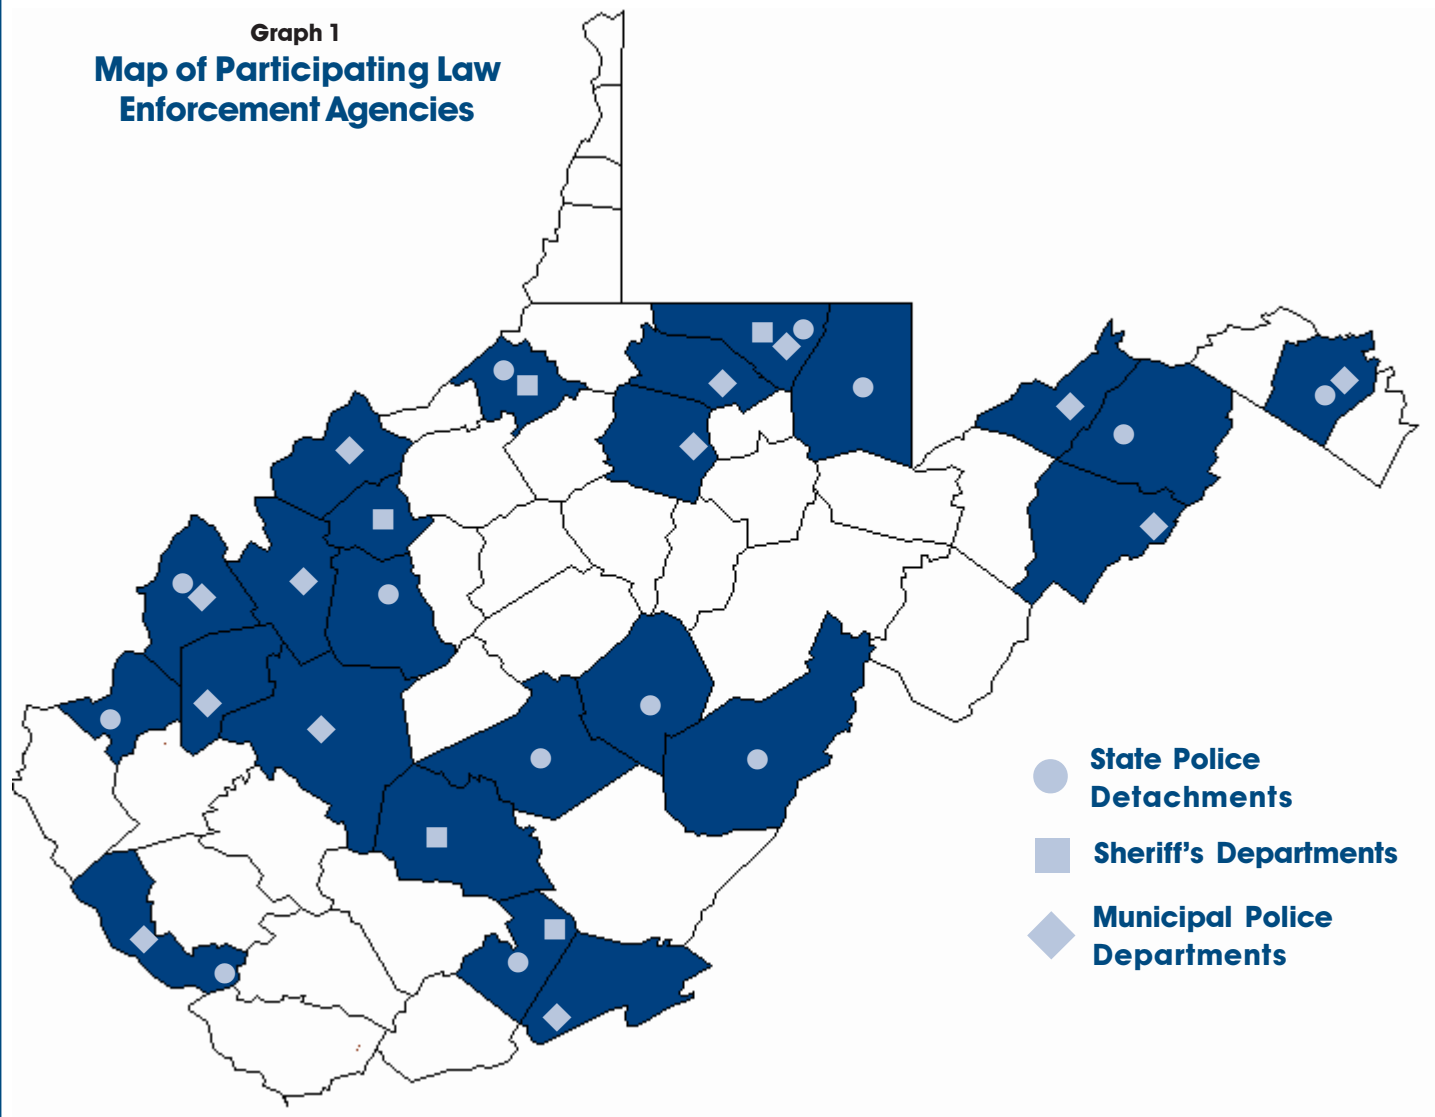 Graph 1
Map of Participating Law
Enforcement Agencies
State Police
Detachments
Sheriff's Departments
Municipal Police
Departments